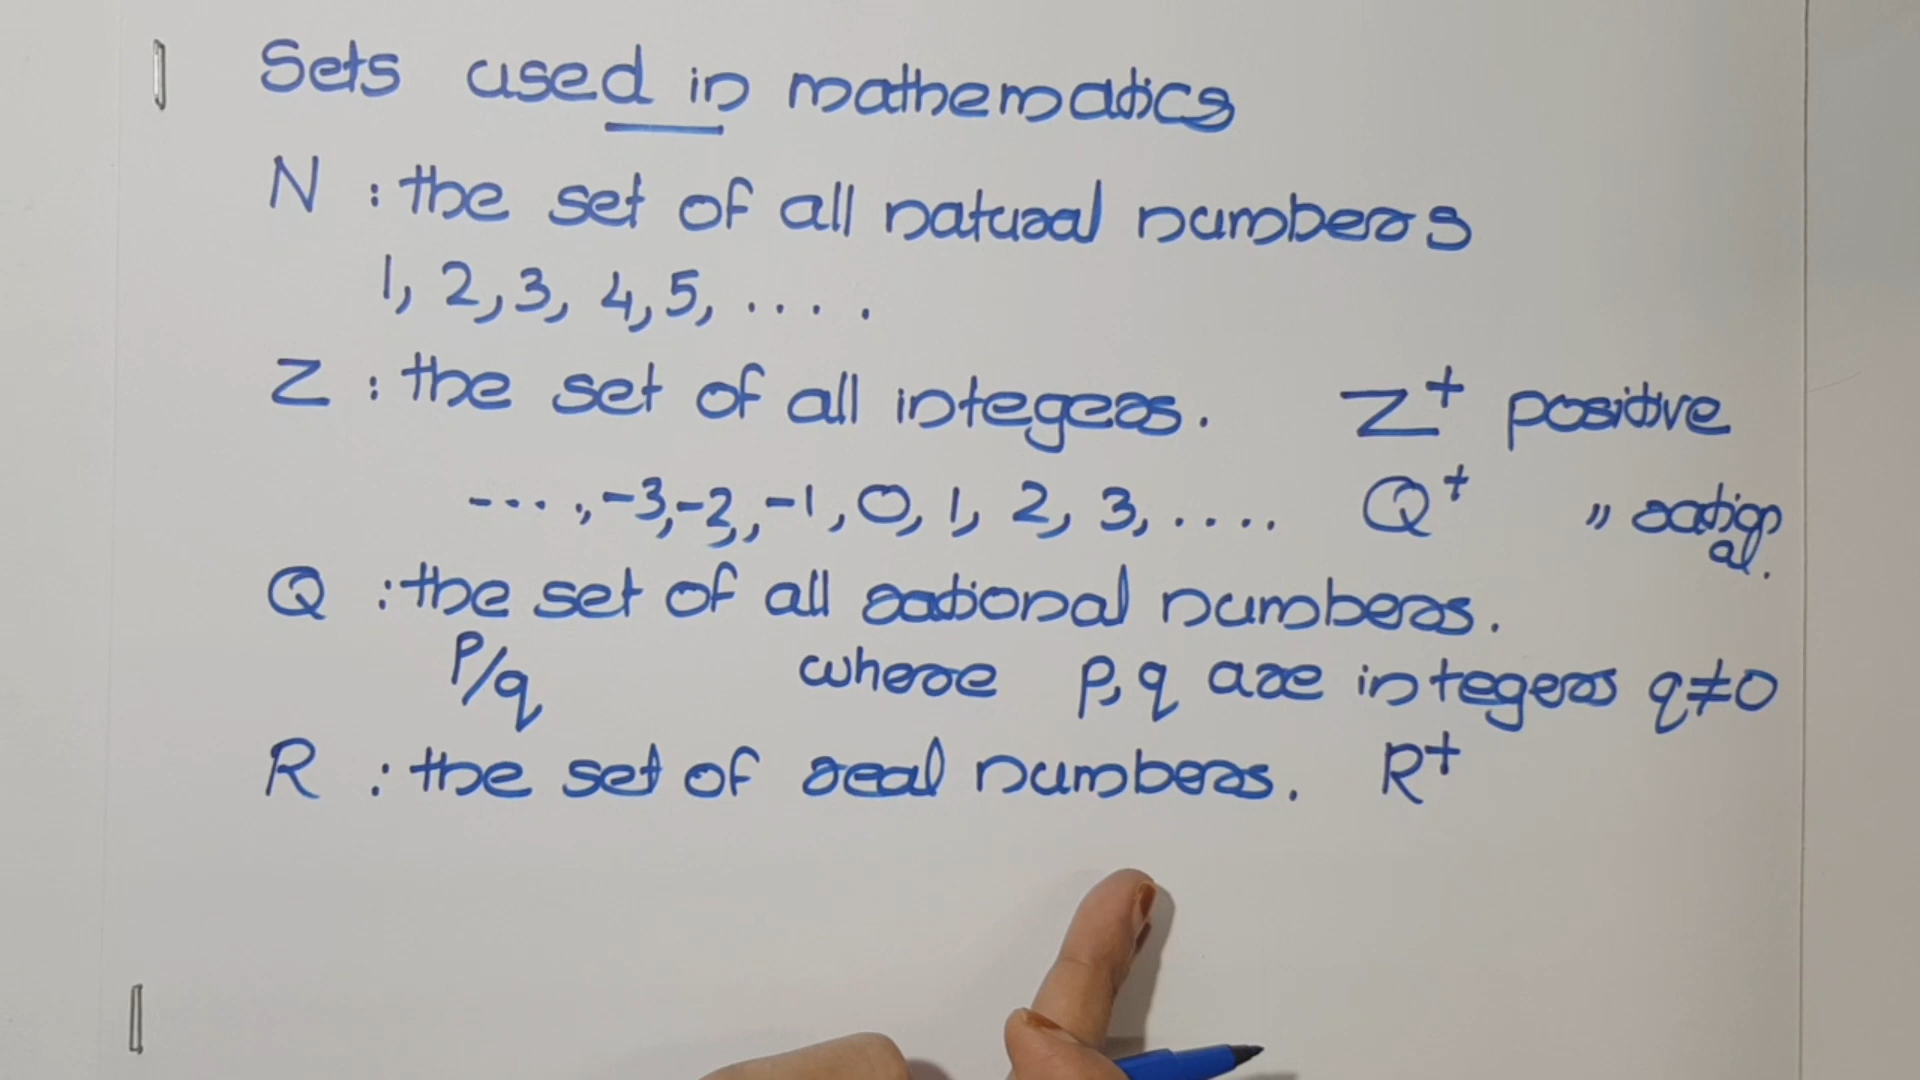 Sets used in mathematics
N : the set of all natural numbers
1, 2, 3, 4, 5, ....
Z : the set of all integers. Z⁺ positive
...., -3, -2, -1, 0, 1, 2, 3, .... Q⁺ " ration
al.
Q : the set of all rational numbers.
P/q where p, q are integers q≠0
R : the set of real numbers. R⁺